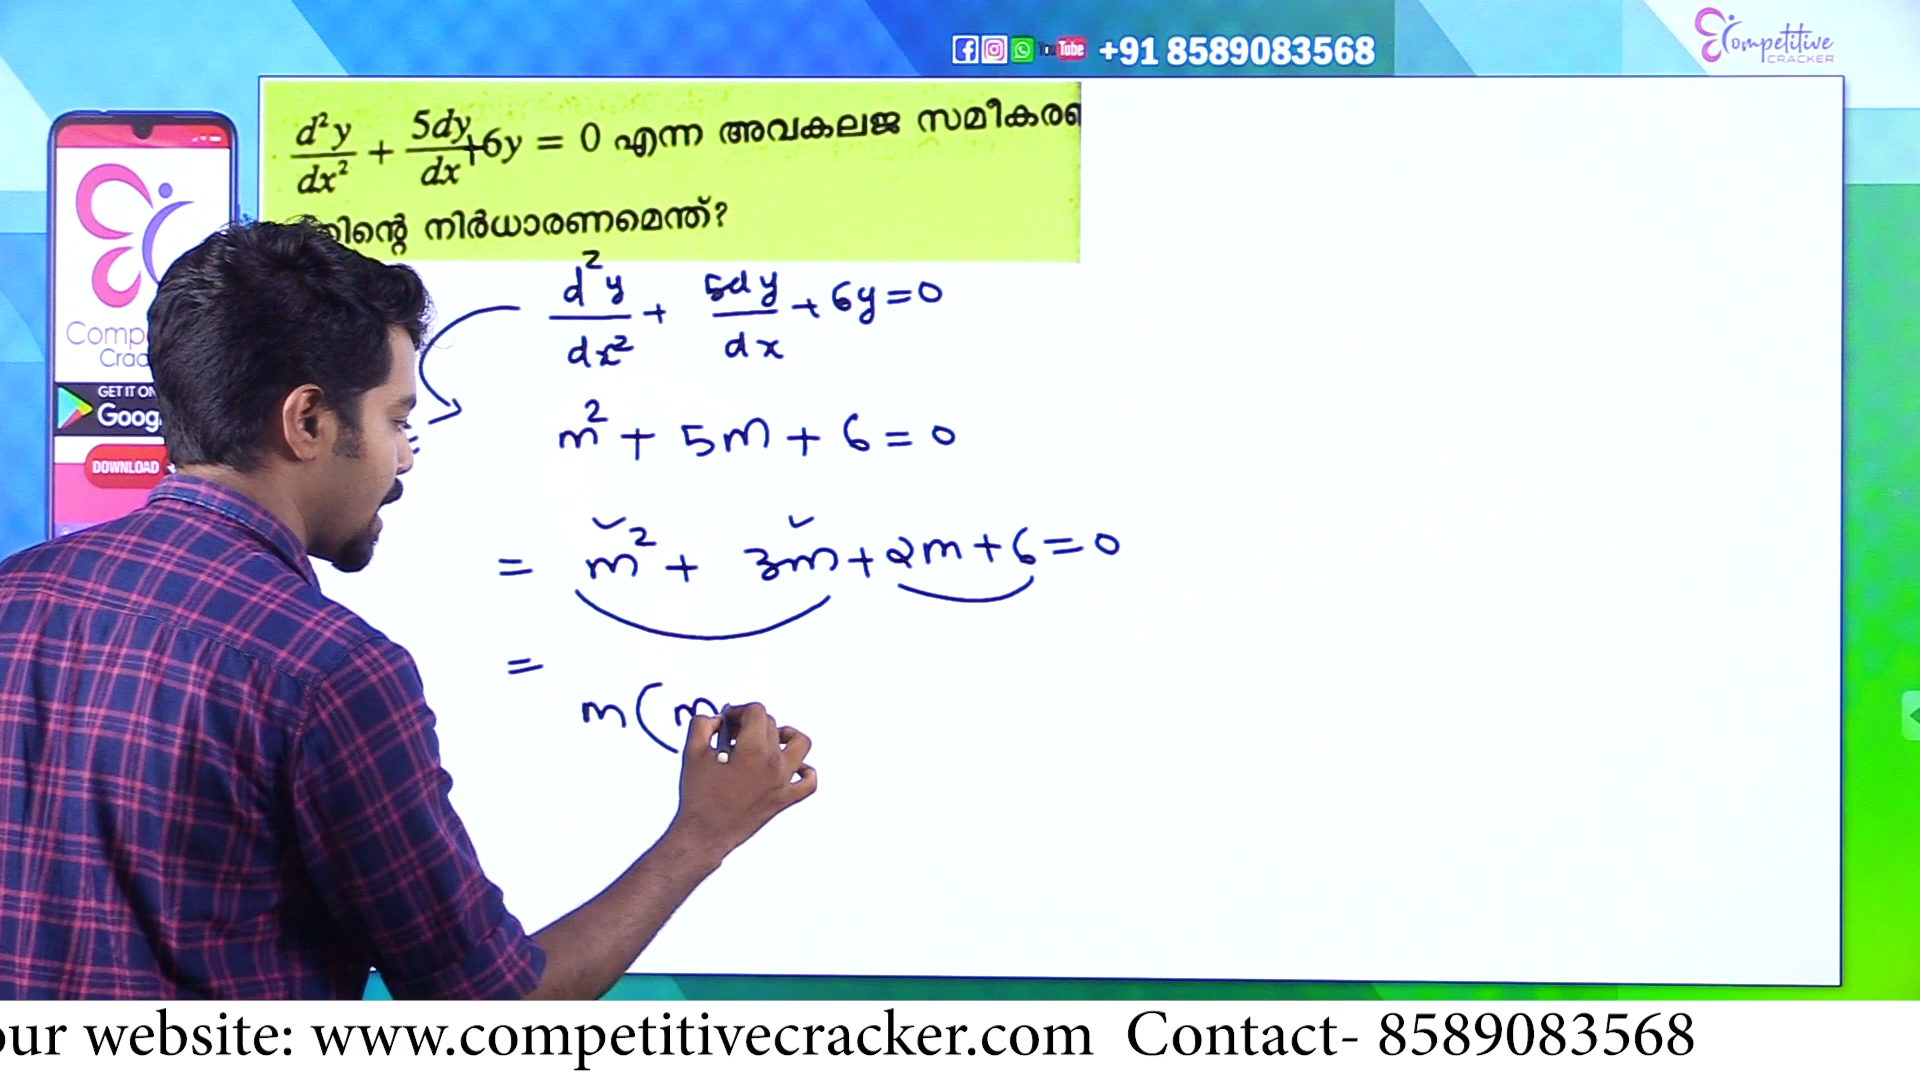 You Tube +91 8589083568
Competitive
CRACKER
d²y/dx² + 5dy/dx +6y = 0 എന്ന അവകലജ സമീകരണ
ന്റെ നിർധാരണമെന്ത്?
Comp
Crac
GET IT ON
Goog
DOWNLOAD
d²y/dx² + 5dy/dx + 6y = 0
m² + 5m + 6 = 0
= m² + 3m + 2m + 6 = 0
=
m(m
our website: www.competitivecracker.com Contact- 8589083568